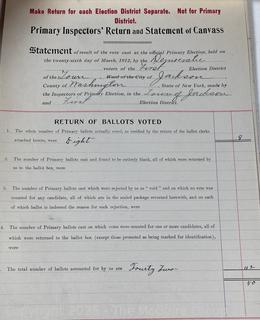 Make Return for each Election District Separate. Not for Primary
District.
Primary Inspectors' Return and Statement of Canvass
Statement of result of the vote cast at the official Primary Election, held on
the twenty-sixth day of March, 1912, by the Democratic
electors of the First Election District
of the Town Ward of the City of Jackson
County of Washington State of New York, made by
the Inspectors of Election in the Town of Jackson
and First Election District
RETURN OF BALLOTS VOTED
1. The whole number of Primary ballots actually voted, as certified by the return of the ballot clerks
attached hereto, were Eight 8
2. The number of Primary ballots cast and found to be entirely blank, all of which were returned by
us to the ballot box, were
3. The number of Primary ballots cast which were rejected by us as "void" and on which no vote was
counted for any candidate, all of which are in the sealed package returned herewith, and on each
of which ballots is indorsed the reason for such rejection, were
4. The number of Primary ballots cast on which votes were counted for one or more candidates, all of
which were returned to the ballot box (except those protested as being marked for identification),
were
The total number of ballots accounted for by us are Fourty Two 42